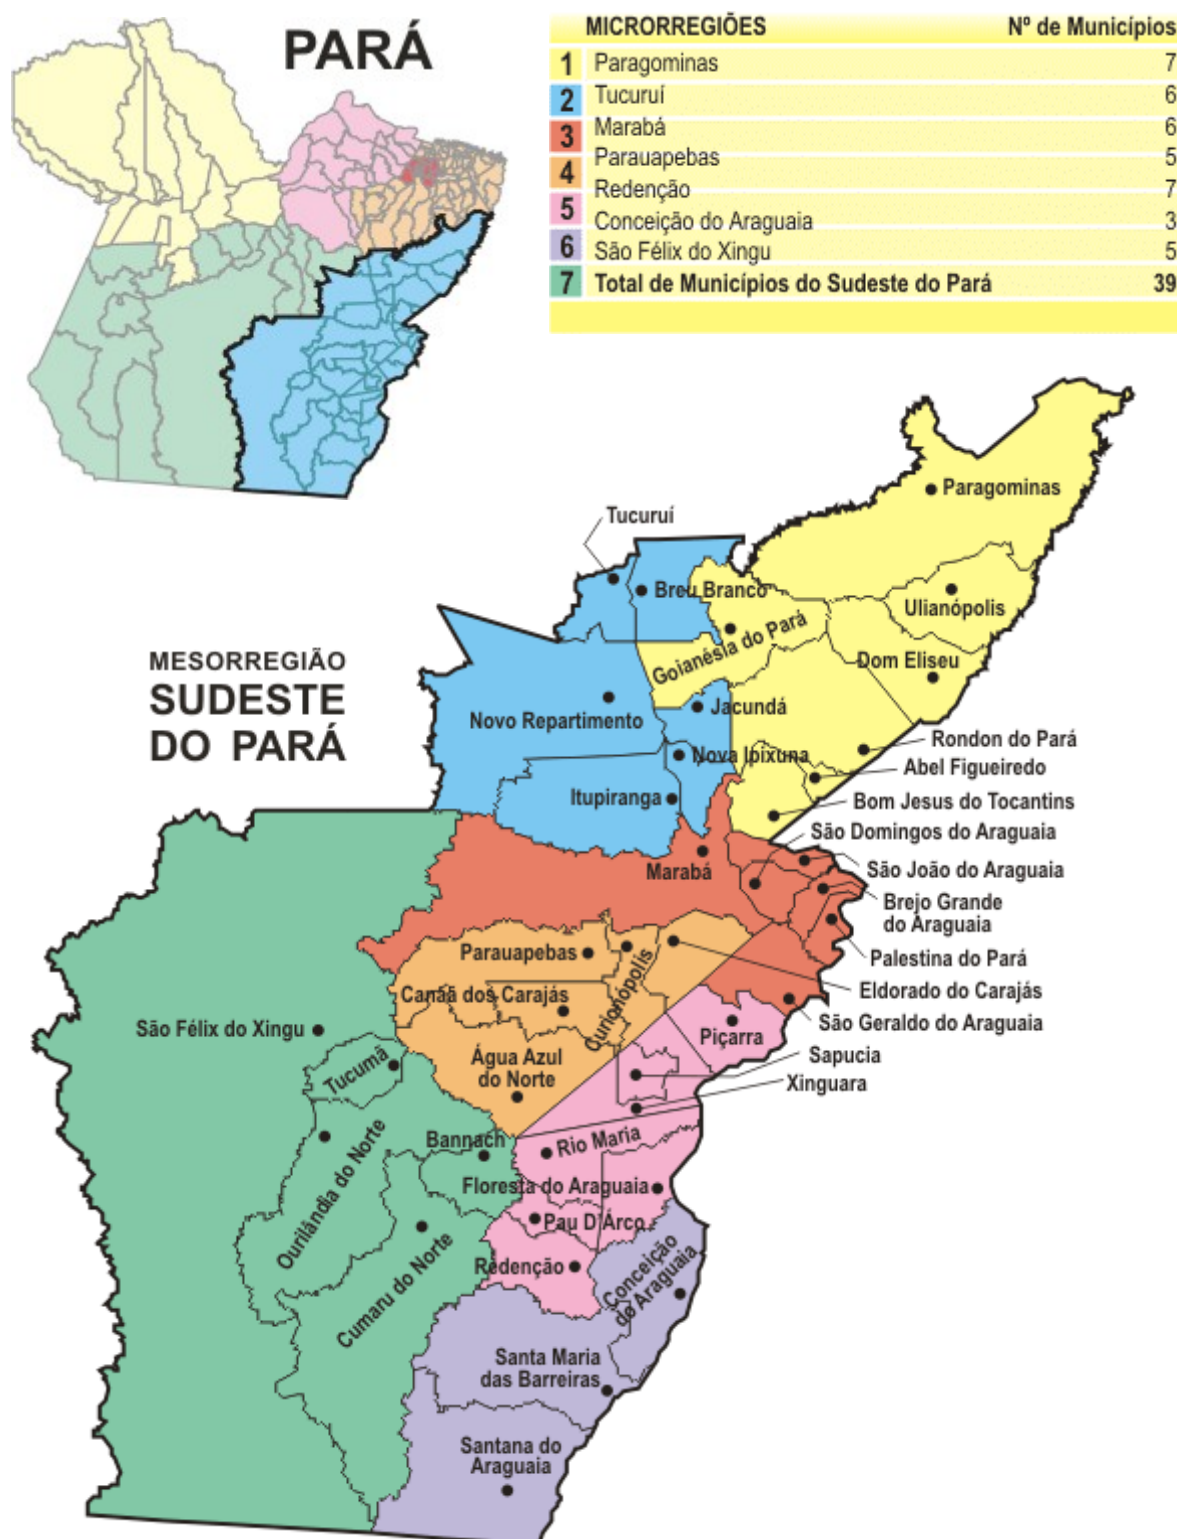 PARÁ
MICRORREGIÕES Nº de Municípios
1 Paragominas 7
2 Tucuruí 6
3 Marabá 6
4 Parauapebas 5
5 Redenção 7
6 Conceição do Araguaia 3
7 São Félix do Xingu 5
Total de Municípios do Sudeste do Pará 39
MESORREGIÃO
SUDESTE
DO PARÁ
Paragominas
Tucuruí
Breu Branco
Ulianópolis
Goianésia do Pará
Dom Eliseu
Novo Repartimento
Jacundá
Rondon do Pará
Nova Ipixuna
Abel Figueiredo
Itupiranga
Bom Jesus do Tocantins
São Domingos do Araguaia
Marabá
São João do Araguaia
Brejo Grande
do Araguaia
Parauapebas
Palestina do Pará
Curionópolis
Eldorado do Carajás
Canaã dos Carajás
São Geraldo do Araguaia
São Félix do Xingu
Piçarra
Água Azul
do Norte
Sapucia
Tucumã
Xinguara
Bannach
Rio Maria
Ourilândia do Norte
Floresta do Araguaia
Pau D'Árco
Cumaru do Norte
Redenção
Conceição
do Araguaia
Santa Maria
das Barreiras
Santana do
Araguaia